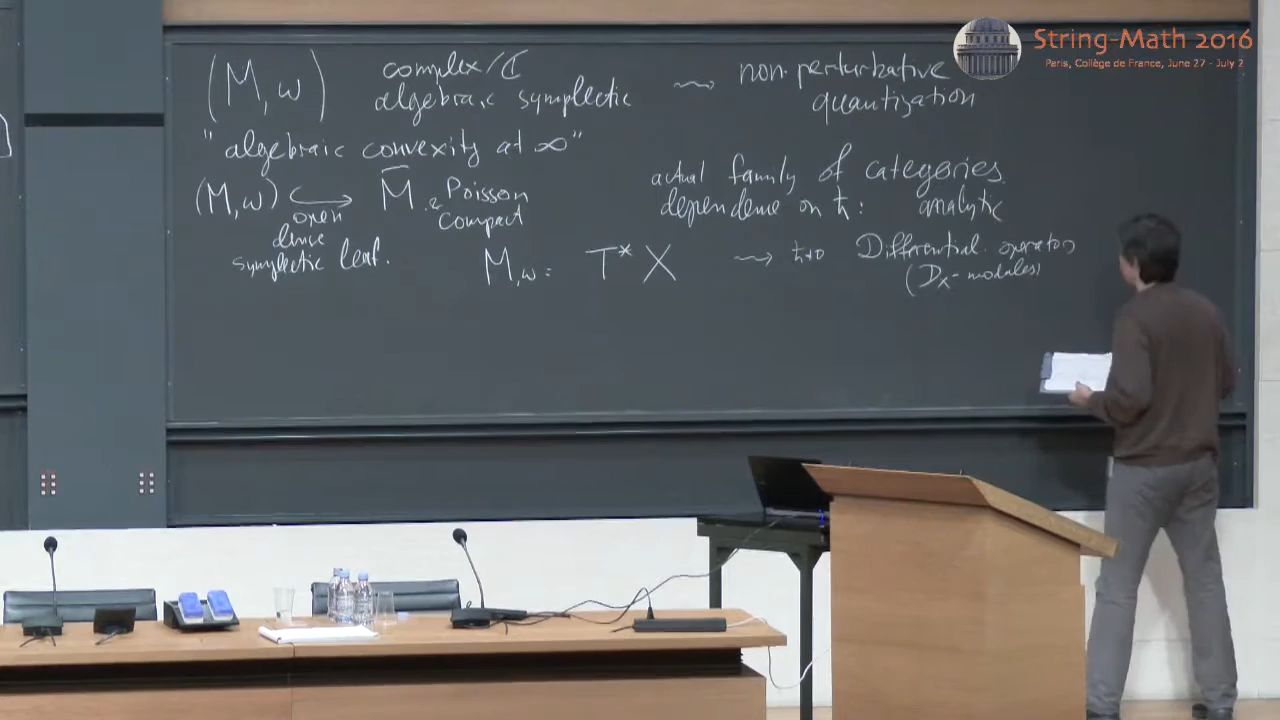 String-Math 2016
Paris, Collège de France, June 27 - July 2
(M, ω) complex/ℂ algebraic symplectic ⇝ non-perturbative quantization
"algebraic convexity at ∞"
(M, ω) ↪ M̄ Poisson compact
open dense symplectic leaf.
actual family of categories
dependence on ħ: analytic
M, ω = T* X ⇝ ħ≠0 Differential operators
(D_X-modules)